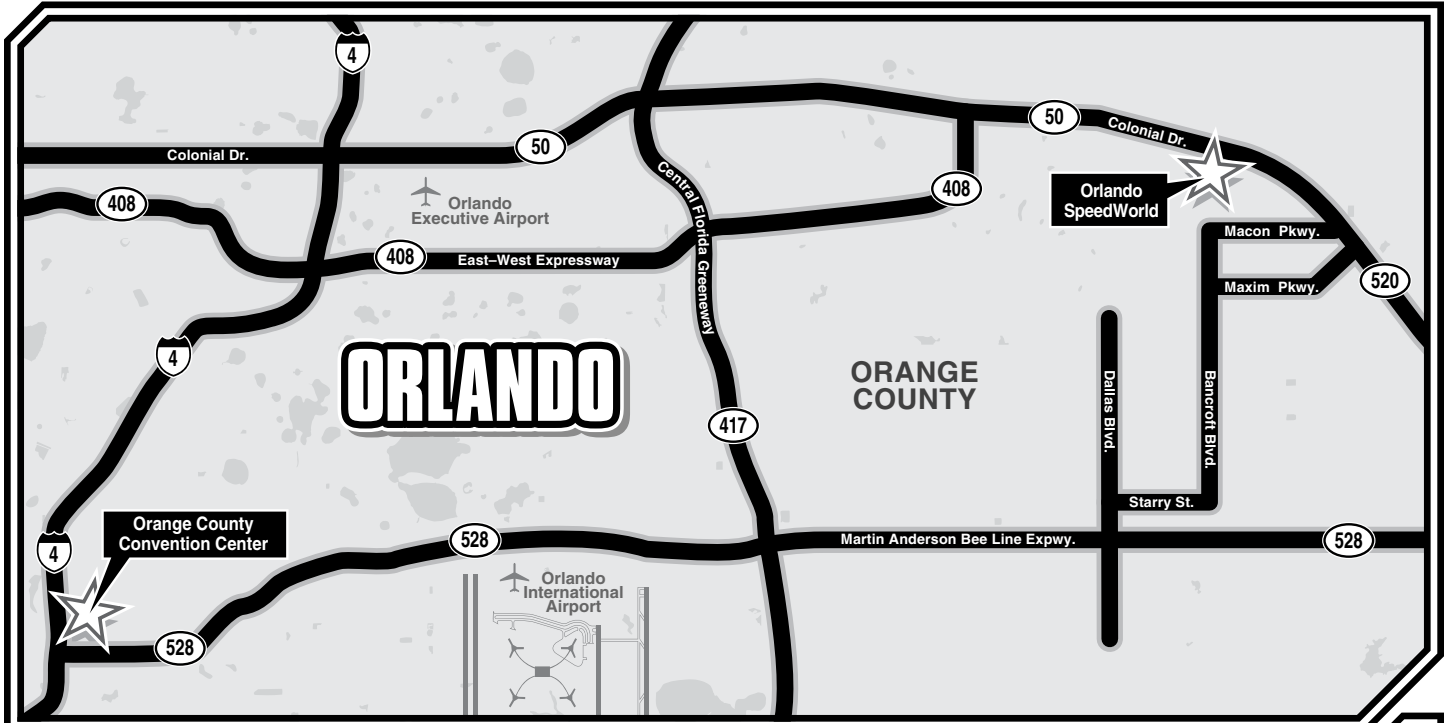 4
50
50
Colonial Dr.
Colonial Dr.
Orlando
SpeedWorld
408
408
Orlando
Executive Airport
Central Florida Greeneway
Macon Pkwy.
408
East–West Expressway
520
Maxim Pkwy.
4
ORLANDO
ORANGE
COUNTY
Dallas Blvd.
Bancroft Blvd.
417
Starry St.
Orange County
Convention Center
4
528
Martin Anderson Bee Line Expwy.
528
Orlando
International
Airport
528